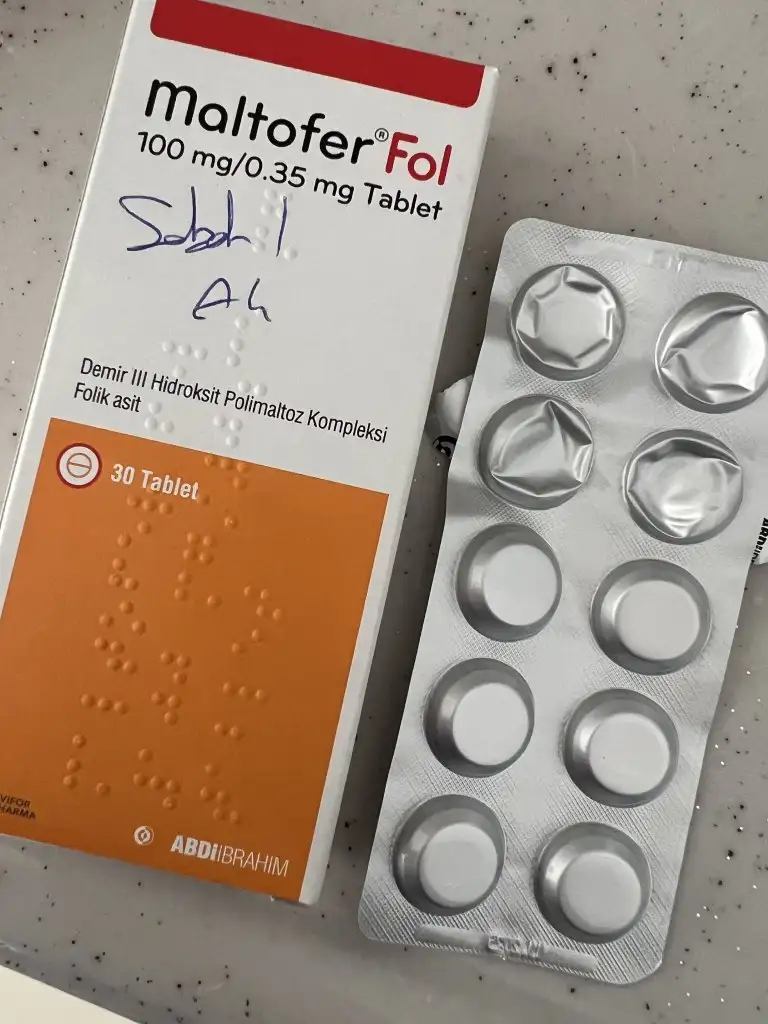 Maltofer® Fol
100 mg/0.35 mg Tablet
Sabah 1
Demir III Hidroksit Polimaltoz Kompleksi
Folik asit
30 Tablet
VIFOR
PHARMA
ABDİ İBRAHİM